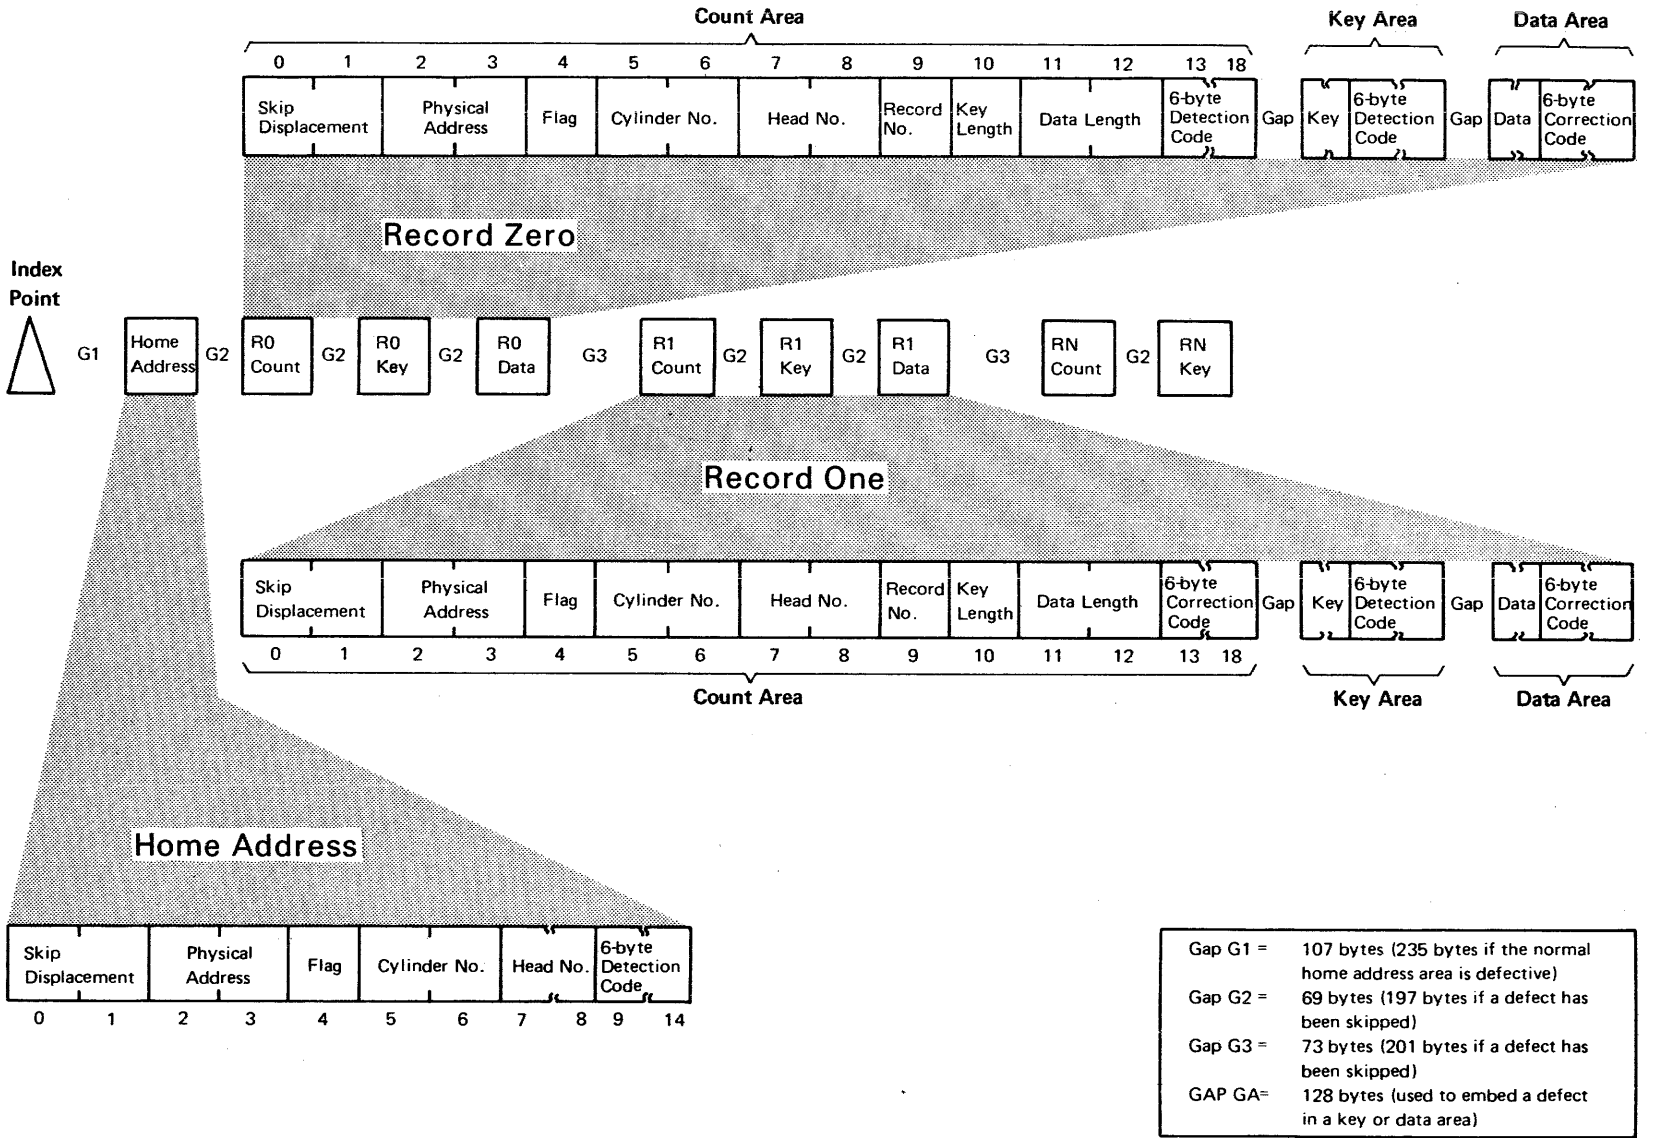 Count Area Key Area Data Area
0 1 2 3 4 5 6 7 8 9 10 11 12 13 18
Skip Displacement Physical Address Flag Cylinder No. Head No. Record No. Key Length Data Length 6-byte Detection Code Gap Key 6-byte Detection Code Gap Data 6-byte Correction Code
Record Zero
Index
Point
G1 Home Address G2 R0 Count G2 R0 Key G2 R0 Data G3 R1 Count G2 R1 Key G2 R1 Data G3 RN Count G2 RN Key
Record One
Skip Displacement Physical Address Flag Cylinder No. Head No. Record No. Key Length Data Length 6-byte Correction Code Gap Key 6-byte Detection Code Gap Data 6-byte Correction Code
0 1 2 3 4 5 6 7 8 9 10 11 12 13 18
Count Area Key Area Data Area
Home Address
Skip Displacement Physical Address Flag Cylinder No. Head No. 6-byte Detection Code
0 1 2 3 4 5 6 7 8 9 14
Gap G1 = 107 bytes (235 bytes if the normal
home address area is defective)
Gap G2 = 69 bytes (197 bytes if a defect has
been skipped)
Gap G3 = 73 bytes (201 bytes if a defect has
been skipped)
GAP GA= 128 bytes (used to embed a defect
in a key or data area)